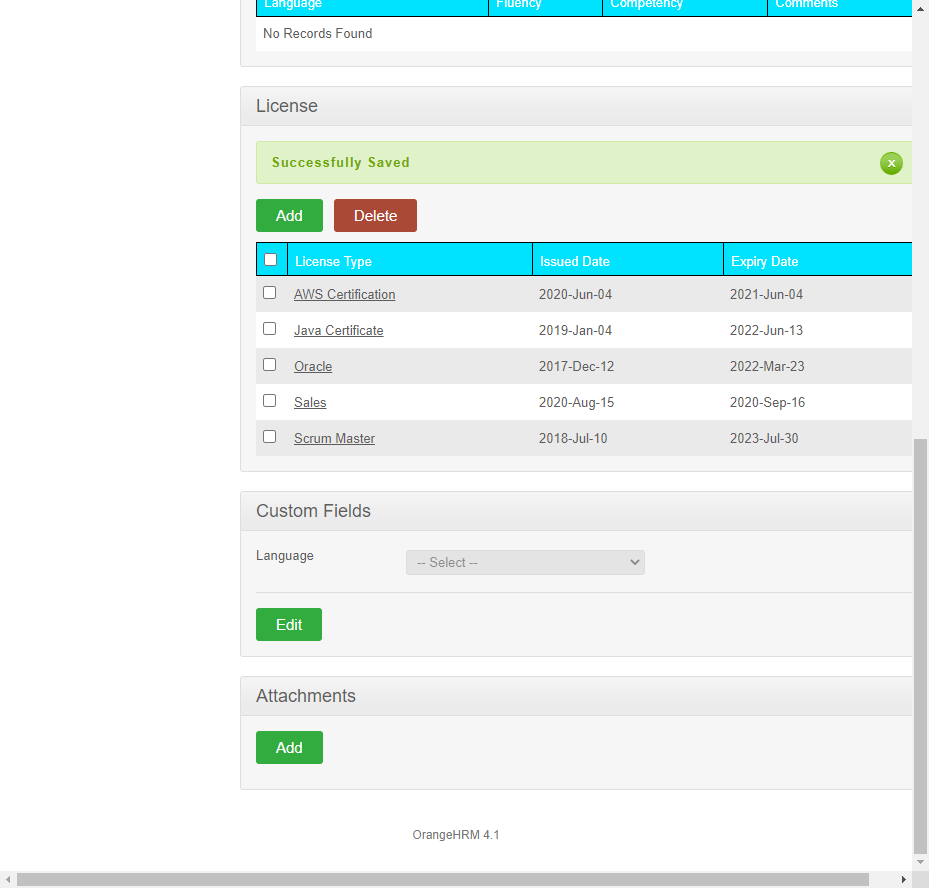 Language Fluency Competency Comments
No Records Found
License
Successfully Saved
x
Add Delete
License Type Issued Date Expiry Date
AWS Certification 2020-Jun-04 2021-Jun-04
Java Certificate 2019-Jan-04 2022-Jun-13
Oracle 2017-Dec-12 2022-Mar-23
Sales 2020-Aug-15 2020-Sep-16
Scrum Master 2018-Jul-10 2023-Jul-30
Custom Fields
Language -- Select --
Edit
Attachments
Add
OrangeHRM 4.1